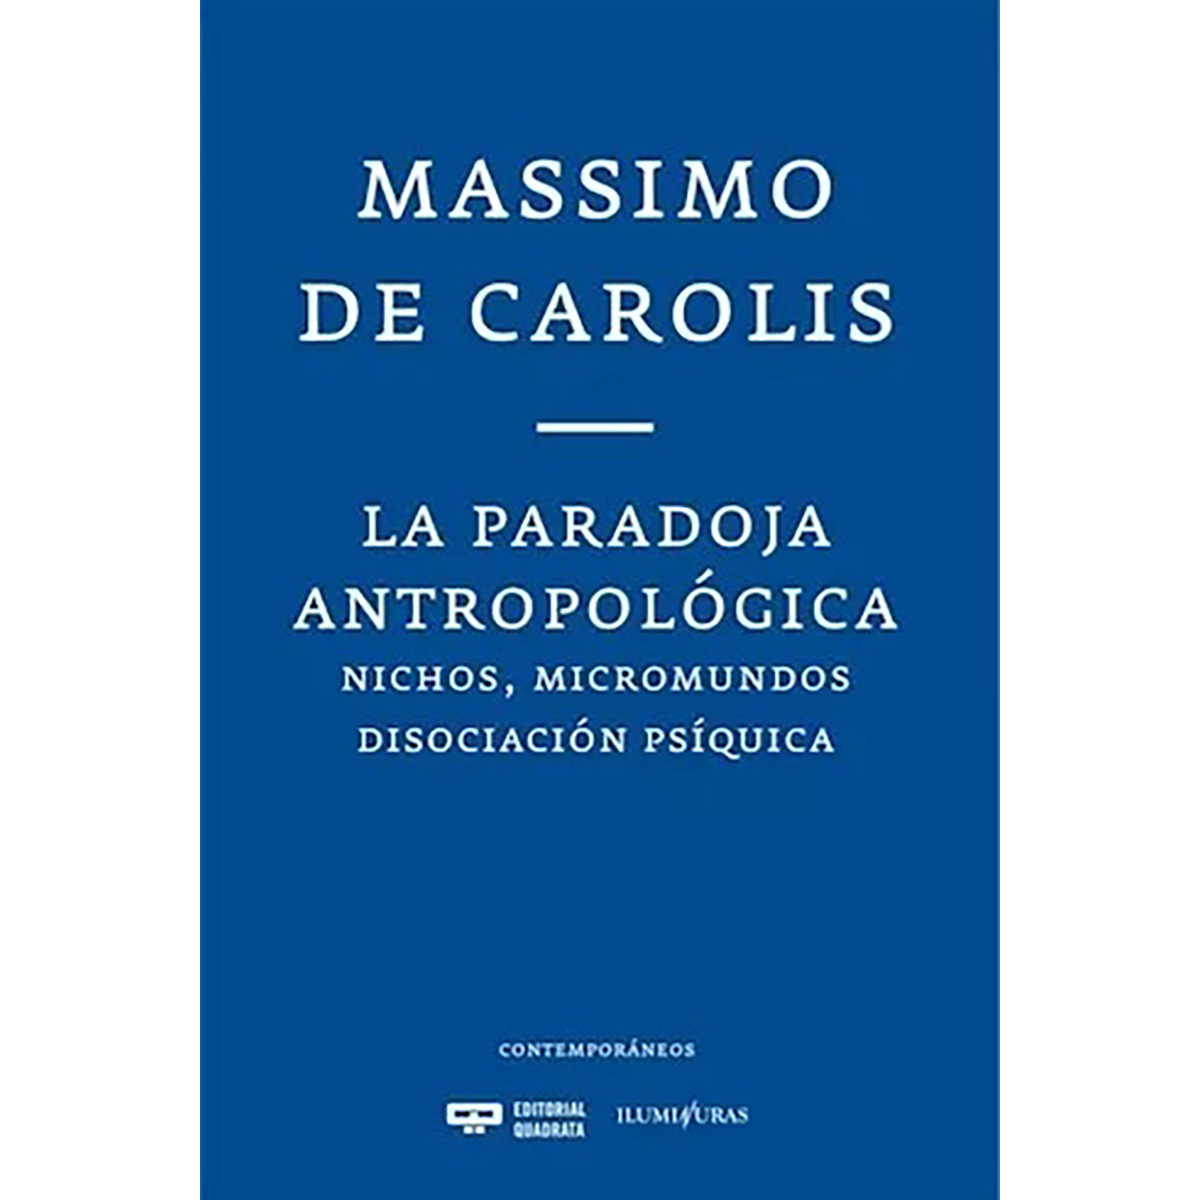 MASSIMO
DE CAROLIS
LA PARADOJA
ANTROPOLÓGICA
NICHOS, MICROMUNDOS
DISOCIACIÓN PSÍQUICA
CONTEMPORÁNEOS
EDITORIAL
QUADRATA
ILUMINURAS